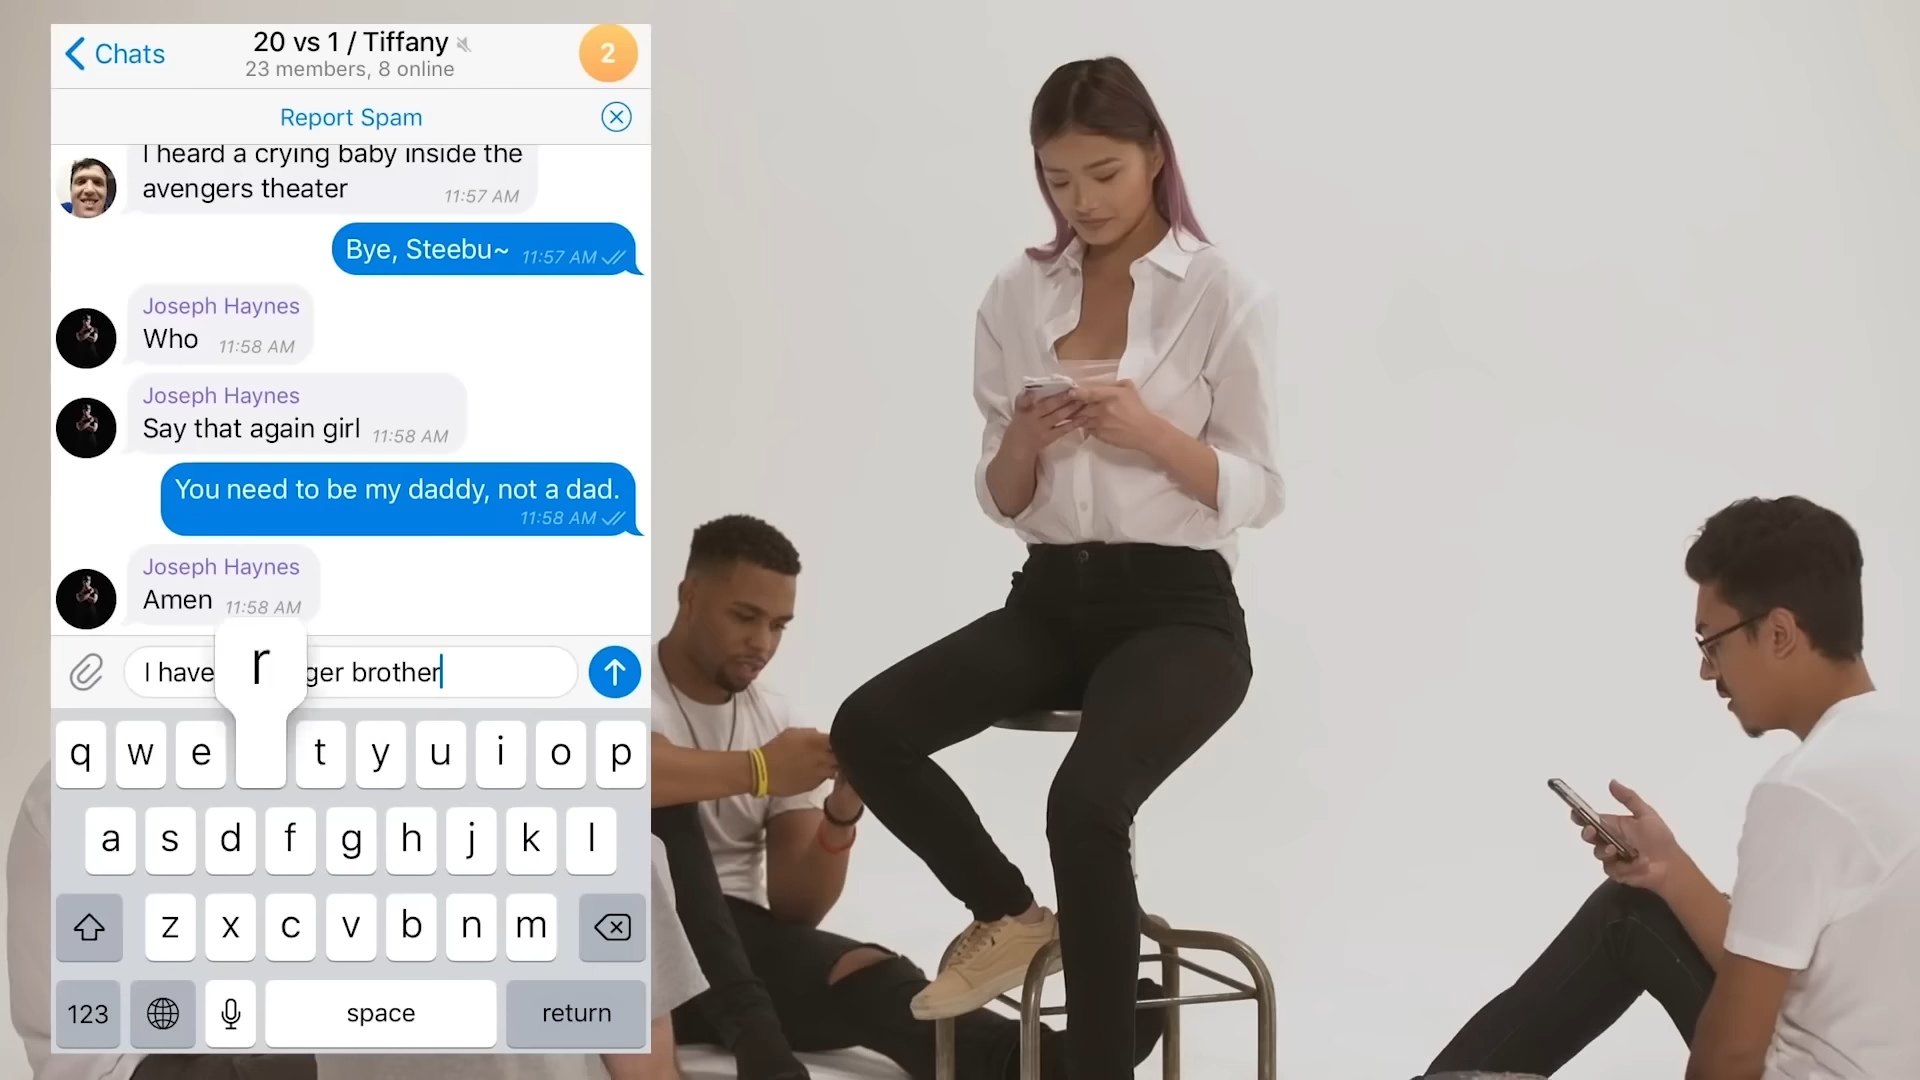 Chats
20 vs 1 / Tiffany
23 members, 8 online
2
Report Spam
I heard a crying baby inside the
avengers theater 11:57 AM
Bye, Steebu~ 11:57 AM
Joseph Haynes
Who 11:58 AM
Joseph Haynes
Say that again girl 11:58 AM
You need to be my daddy, not a dad.
11:58 AM
Joseph Haynes
Amen 11:58 AM
I have ger brother
r
q w e t y u i o p
a s d f g h j k l
z x c v b n m
123 space return